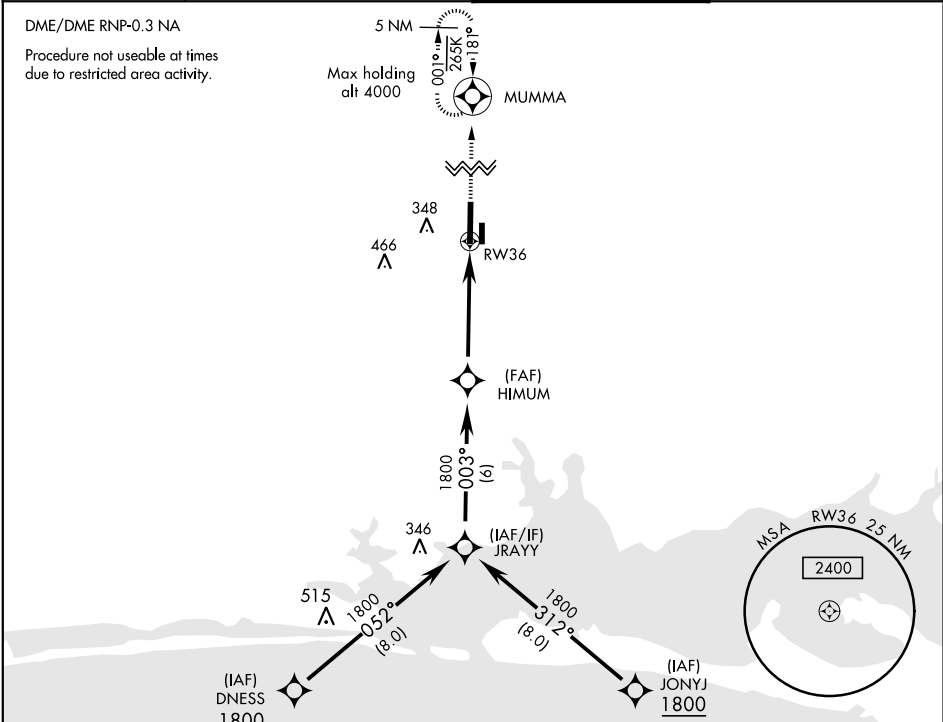 DME/DME RNP-0.3 NA
Procedure not useable at times
due to restricted area activity.
5 NM
001°
265K
181°
Max holding
alt 4000
MUMMA
348
466
RW36
(FAF)
HIMUM
1800
003°
(6)
346
(IAF/IF)
JRAYY
515
1800
052°
(8.0)
1800
312°
(8.0)
MSA RW36 25 NM
2400
(IAF)
DNESS
1800
(IAF)
JONYJ
1800